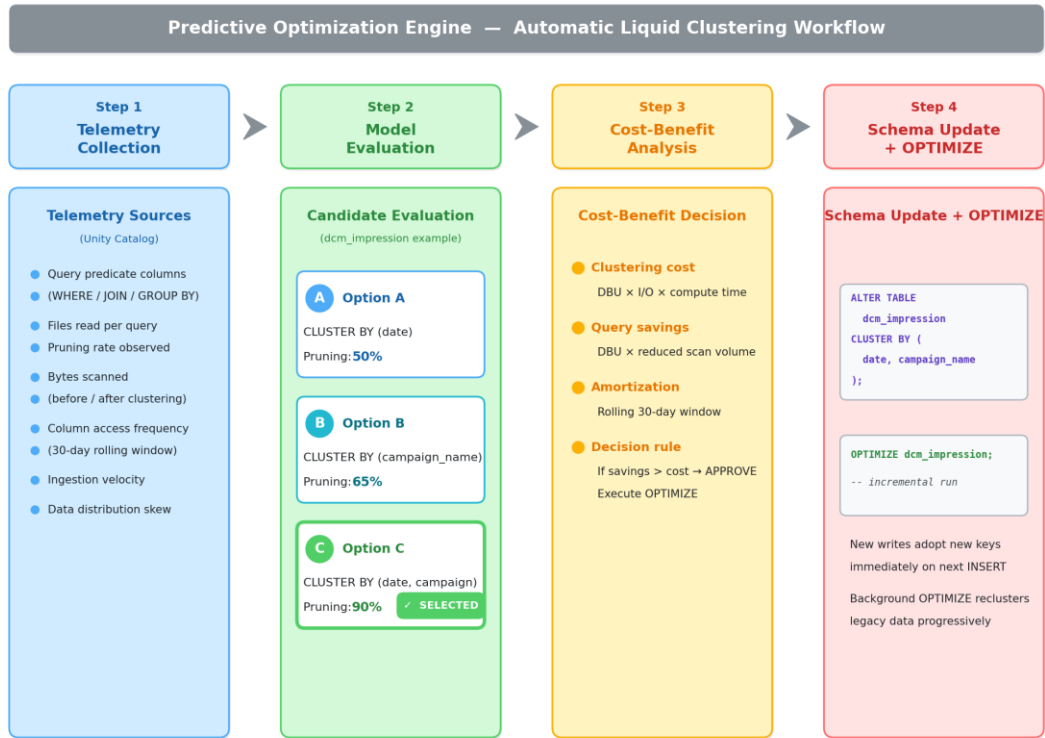 Predictive Optimization Engine — Automatic Liquid Clustering Workflow
Step 1
Telemetry
Collection
Step 2
Model
Evaluation
Step 3
Cost-Benefit
Analysis
Step 4
Schema Update
+ OPTIMIZE
Telemetry Sources
(Unity Catalog)
Query predicate columns
(WHERE / JOIN / GROUP BY)
Files read per query
Pruning rate observed
Bytes scanned
(before / after clustering)
Column access frequency
(30-day rolling window)
Ingestion velocity
Data distribution skew
Candidate Evaluation
(dcm_impression example)
A Option A
CLUSTER BY (date)
Pruning:50%
B Option B
CLUSTER BY (campaign_name)
Pruning:65%
C Option C
CLUSTER BY (date, campaign)
Pruning:90% ✓ SELECTED
Cost-Benefit Decision
Clustering cost
DBU × I/O × compute time
Query savings
DBU × reduced scan volume
Amortization
Rolling 30-day window
Decision rule
If savings > cost → APPROVE
Execute OPTIMIZE
Schema Update + OPTIMIZE
ALTER TABLE
dcm_impression
CLUSTER BY (
date, campaign_name
);
OPTIMIZE dcm_impression;
-- incremental run
New writes adopt new keys
immediately on next INSERT
Background OPTIMIZE reclusters
legacy data progressively